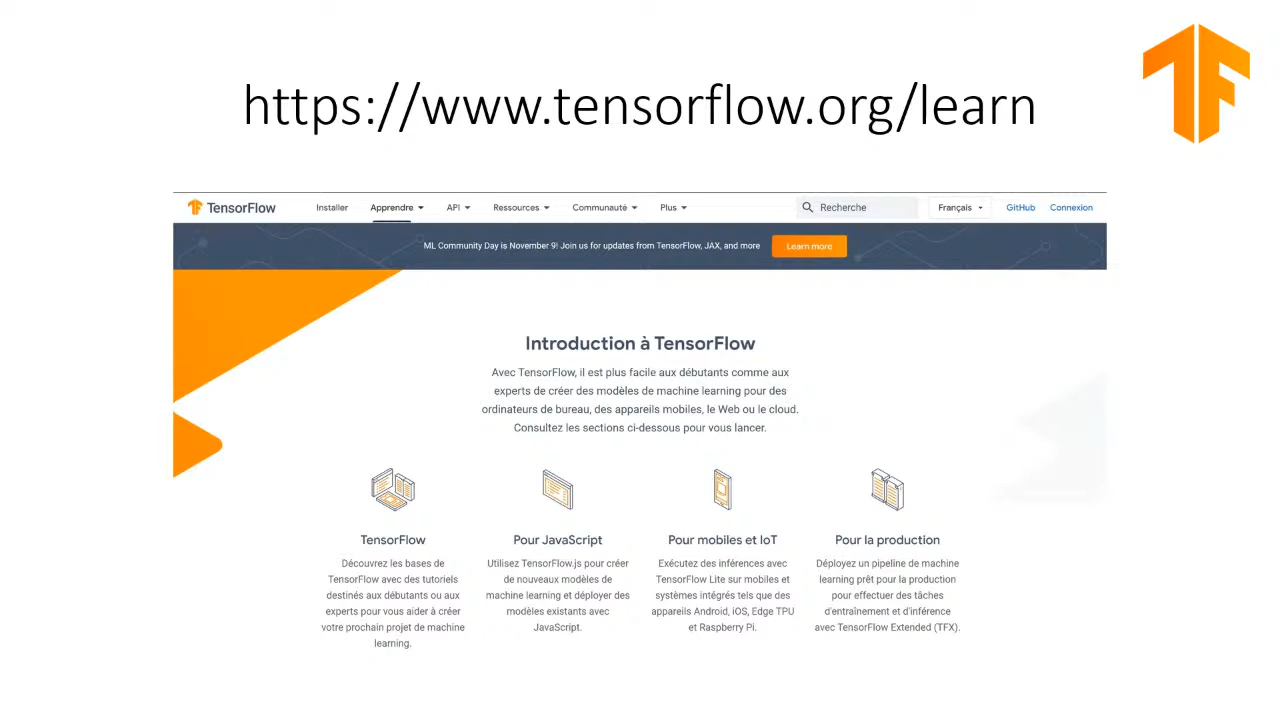 https://www.tensorflow.org/learn
TensorFlow Installer Apprendre API Ressources Communauté Plus Recherche Français GitHub Connexion
ML Community Day is November 9! Join us for updates from TensorFlow, JAX, and more Learn more
Introduction à TensorFlow
Avec TensorFlow, il est plus facile aux débutants comme aux
experts de créer des modèles de machine learning pour des
ordinateurs de bureau, des appareils mobiles, le Web ou le cloud.
Consultez les sections ci-dessous pour vous lancer.
TensorFlow
Découvrez les bases de
TensorFlow avec des tutoriels
destinés aux débutants ou aux
experts pour vous aider à créer
votre prochain projet de machine
learning.
Pour JavaScript
Utilisez TensorFlow.js pour créer
de nouveaux modèles de
machine learning et déployer des
modèles existants avec
JavaScript.
Pour mobiles et IoT
Exécutez des inférences avec
TensorFlow Lite sur mobiles et
systèmes intégrés tels que des
appareils Android, iOS, Edge TPU
et Raspberry Pi.
Pour la production
Déployez un pipeline de machine
learning prêt pour la production
pour effectuer des tâches
d'entraînement et d'inférence
avec TensorFlow Extended (TFX).